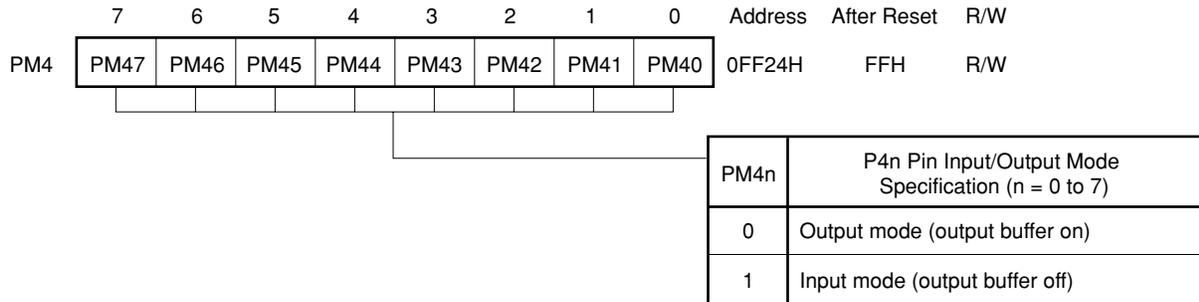 7 6 5 4 3 2 1 0 Address After Reset R/W
PM4 PM47 PM46 PM45 PM44 PM43 PM42 PM41 PM40 0FF24H FFH R/W
PM4n P4n Pin Input/Output Mode
Specification (n = 0 to 7)
0 Output mode (output buffer on)
1 Input mode (output buffer off)